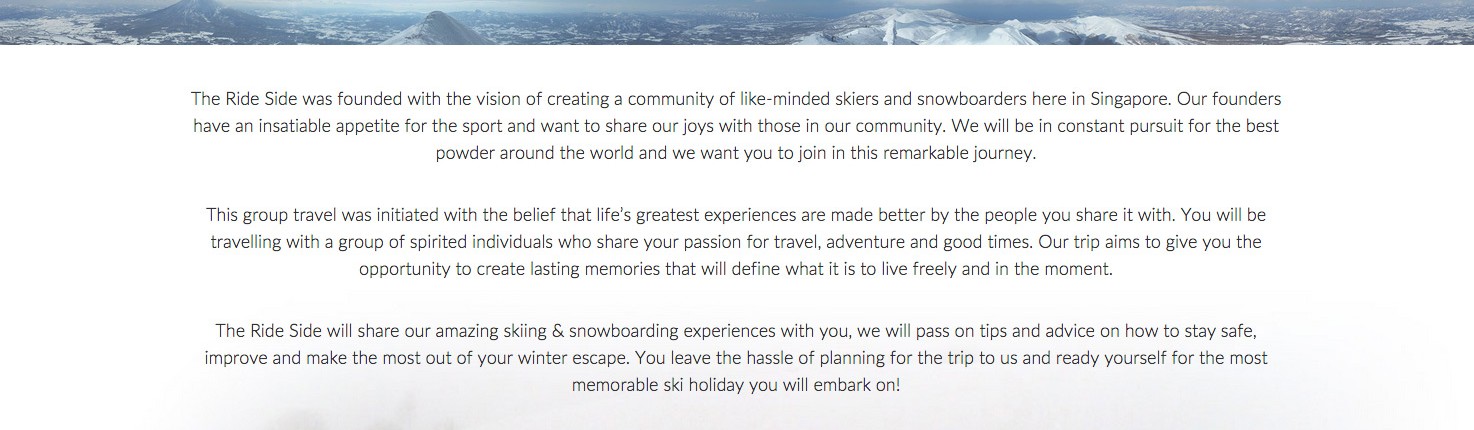 The Ride Side was founded with the vision of creating a community of like-minded skiers and snowboarders here in Singapore. Our founders
have an insatiable appetite for the sport and want to share our joys with those in our community. We will be in constant pursuit for the best
powder around the world and we want you to join in this remarkable journey.
This group travel was initiated with the belief that life's greatest experiences are made better by the people you share it with. You will be
travelling with a group of spirited individuals who share your passion for travel, adventure and good times. Our trip aims to give you the
opportunity to create lasting memories that will define what it is to live freely and in the moment.
The Ride Side will share our amazing skiing & snowboarding experiences with you, we will pass on tips and advice on how to stay safe,
improve and make the most out of your winter escape. You leave the hassle of planning for the trip to us and ready yourself for the most
memorable ski holiday you will embark on!